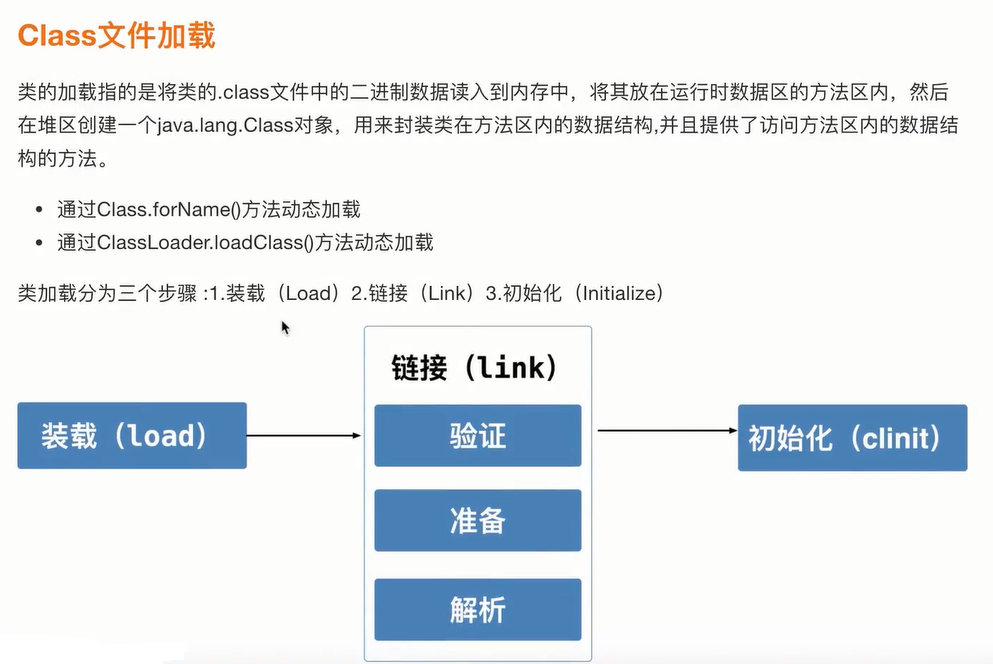 Class文件加载
类的加载指的是将类的.class文件中的二进制数据读入到内存中，将其放在运行时数据区的方法区内，然后
在堆区创建一个java.lang.Class对象，用来封装类在方法区内的数据结构,并且提供了访问方法区内的数据结
构的方法。
• 通过Class.forName()方法动态加载
• 通过ClassLoader.loadClass()方法动态加载
类加载分为三个步骤 :1.装载（Load）2.链接（Link）3.初始化（Initialize）
链接（link）
装载（load）
验证
初始化（clinit）
准备
解析